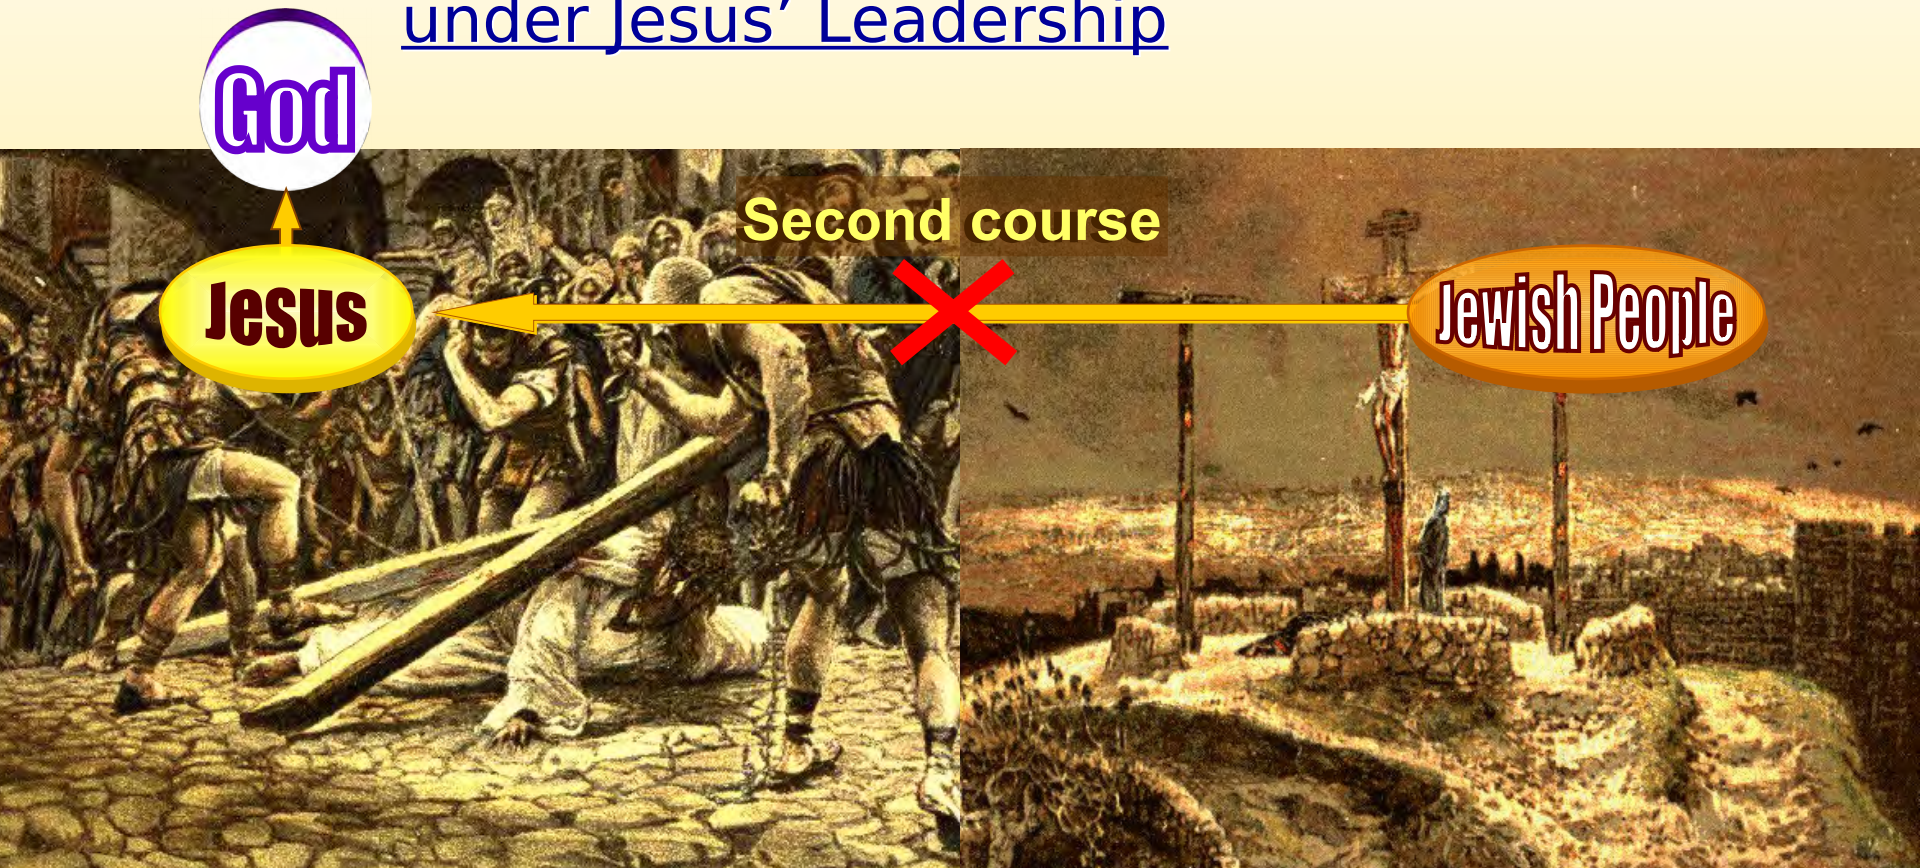 under Jesus’ Leadership
God
Second course
Jesus
Jewish People